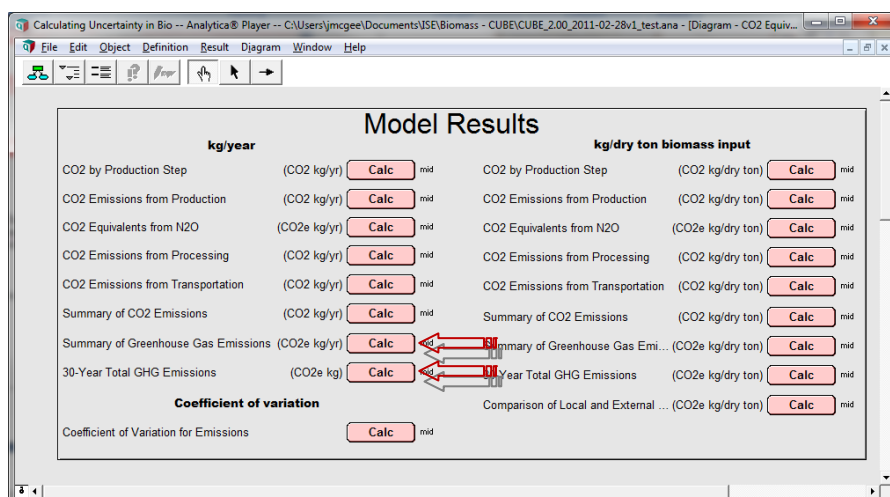 Calculating Uncertainty in Bio -- Analytica® Player -- C:\Users\jmcgee\Documents\ISE\Biomass - CUBE\CUBE_2.00_2011-02-28v1_test.ana - [Diagram - CO2 Equiv...
File Edit Object Definition Result Diagram Window Help
Model Results
kg/year
CO2 by Production Step (CO2 kg/yr) Calc mid
CO2 Emissions from Production (CO2 kg/yr) Calc mid
CO2 Equivalents from N2O (CO2e kg/yr) Calc mid
CO2 Emissions from Processing (CO2 kg/yr) Calc mid
CO2 Emissions from Transportation (CO2 kg/yr) Calc mid
Summary of CO2 Emissions (CO2 kg/yr) Calc mid
Summary of Greenhouse Gas Emissions (CO2e kg/yr) Calc mid
30-Year Total GHG Emissions (CO2e kg) Calc mid
Coefficient of variation
Coefficient of Variation for Emissions Calc mid
kg/dry ton biomass input
CO2 by Production Step (CO2 kg/dry ton) Calc mid
CO2 Emissions from Production (CO2 kg/dry ton) Calc mid
CO2 Equivalents from N2O (CO2e kg/dry ton) Calc mid
CO2 Emissions from Processing (CO2 kg/dry ton) Calc mid
CO2 Emissions from Transportation (CO2 kg/dry ton) Calc mid
Summary of CO2 Emissions (CO2 kg/dry ton) Calc mid
of Greenhouse Gas Emi... (CO2e kg/dry ton) Calc mid
Year Total GHG Emissions (CO2e kg/dry ton) Calc mid
Comparison of Local and External ... (CO2e kg/dry ton) Calc mid